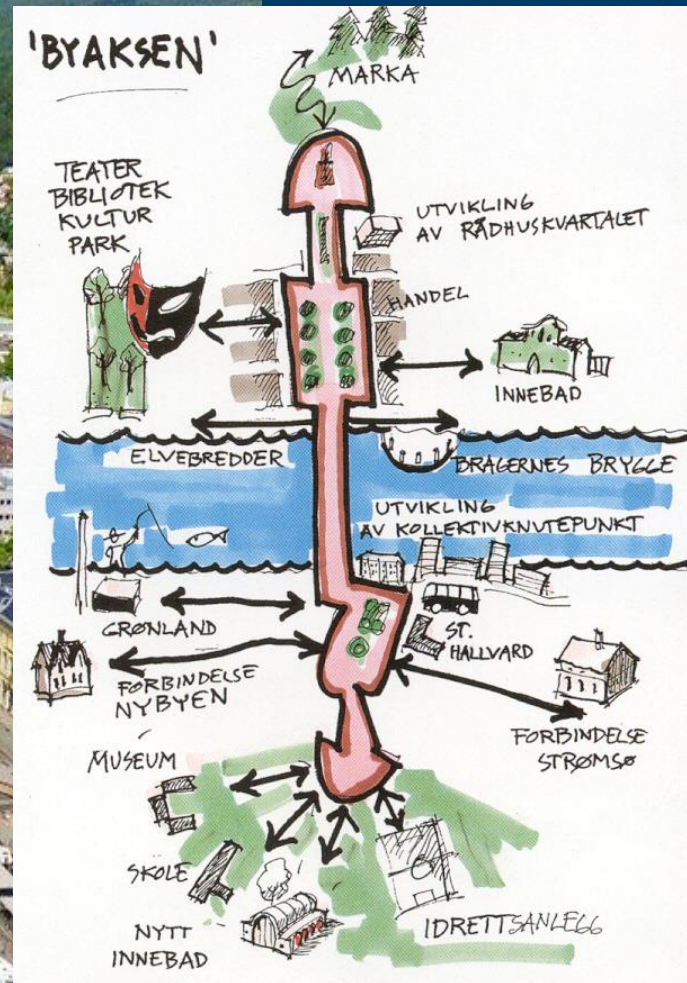 'BYAKSEN'
MARKA
TEATER
BIBLIOTEK
KULTUR
PARK
UTVIKLING
AV RÅDHUSKVARTALET
HANDEL
INNEBAD
ELVEBREDDER
BRAGERNES BRYGGE
UTVIKLING
AV KOLLEKTIVKNUTEPUNKT
GRØNLAND
ST.
HALLVARD
FORBINDELSE
NYBYEN
FORBINDELSE
STRØMSØ
MUSEUM
SKOLE
NYTT
INNEBAD
IDRETTSANLEGG